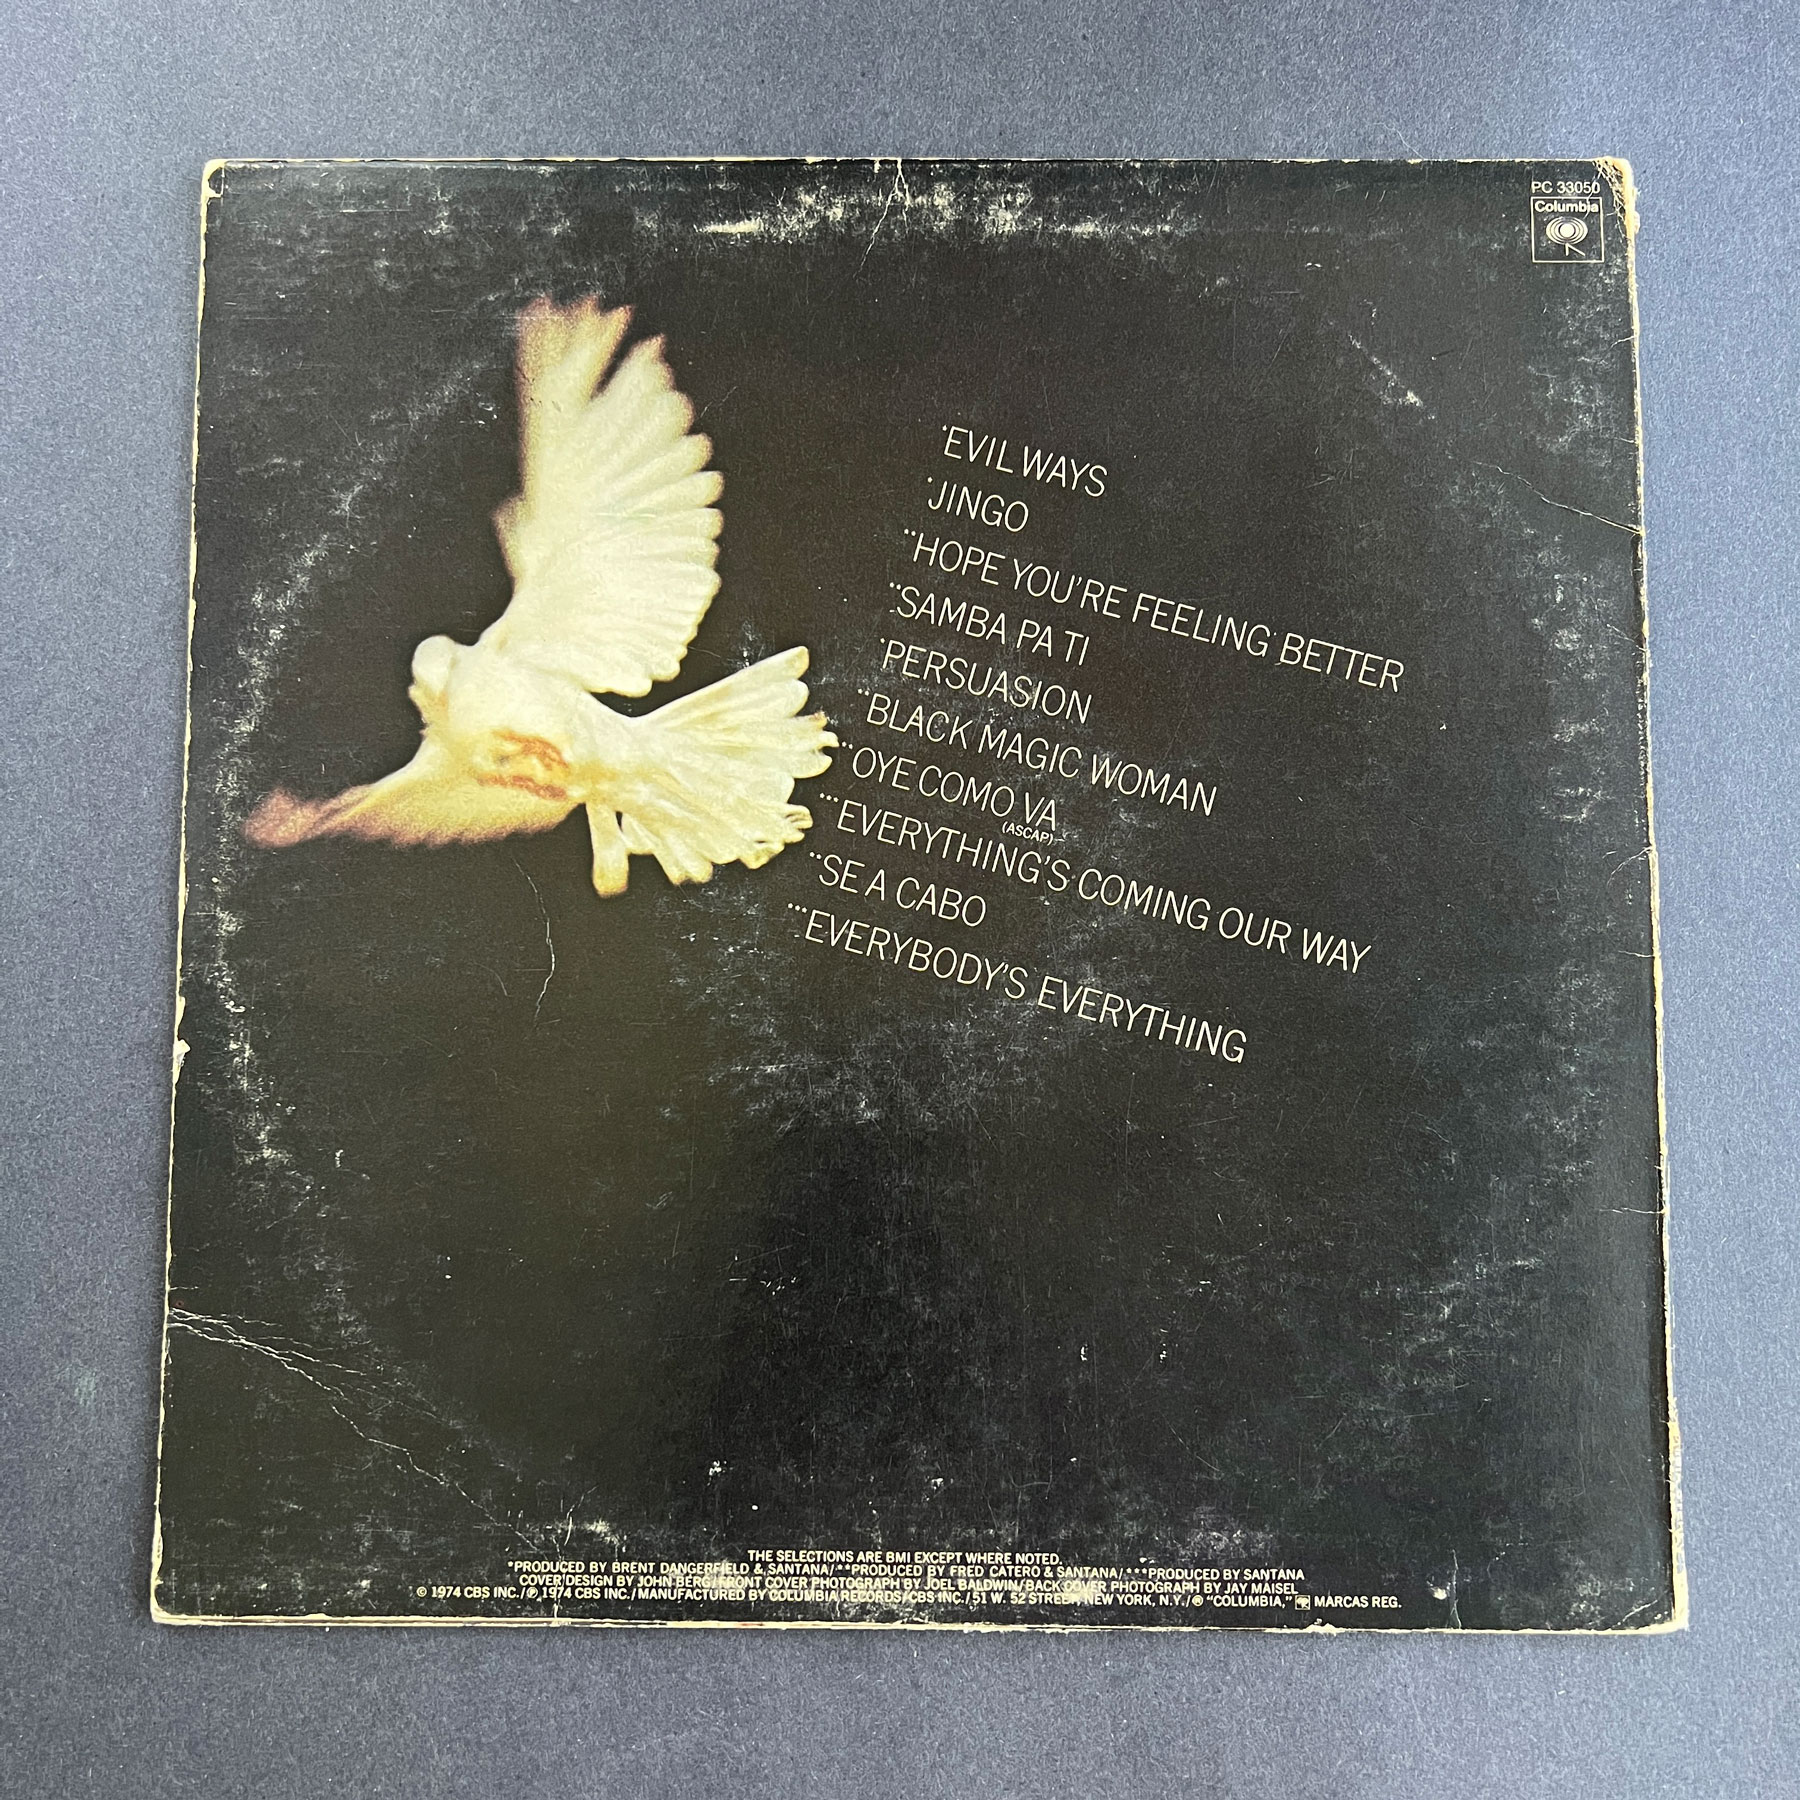 PC 33050
Columbia
*EVIL WAYS
*JINGO
**HOPE YOU'RE FEELING BETTER
**SAMBA PA TI
*PERSUASION
**BLACK MAGIC WOMAN
**OYE COMO VA
(ASCAP)
***EVERYTHING'S COMING OUR WAY
**SE A CABO
***EVERYBODY'S EVERYTHING
THE SELECTIONS ARE BMI EXCEPT WHERE NOTED.
*PRODUCED BY BRENT DANGERFIELD & SANTANA/**PRODUCED BY FRED CATERO & SANTANA/***PRODUCED BY SANTANA
COVER DESIGN BY JOHN BERG/FRONT COVER PHOTOGRAPH BY JOEL BALDWIN/BACK COVER PHOTOGRAPH BY JAY MAISEL
© 1974 CBS INC./℗ 1974 CBS INC./MANUFACTURED BY COLUMBIA RECORDS/CBS INC./51 W. 52 STREET, NEW YORK, N.Y./® "COLUMBIA," MARCAS REG.